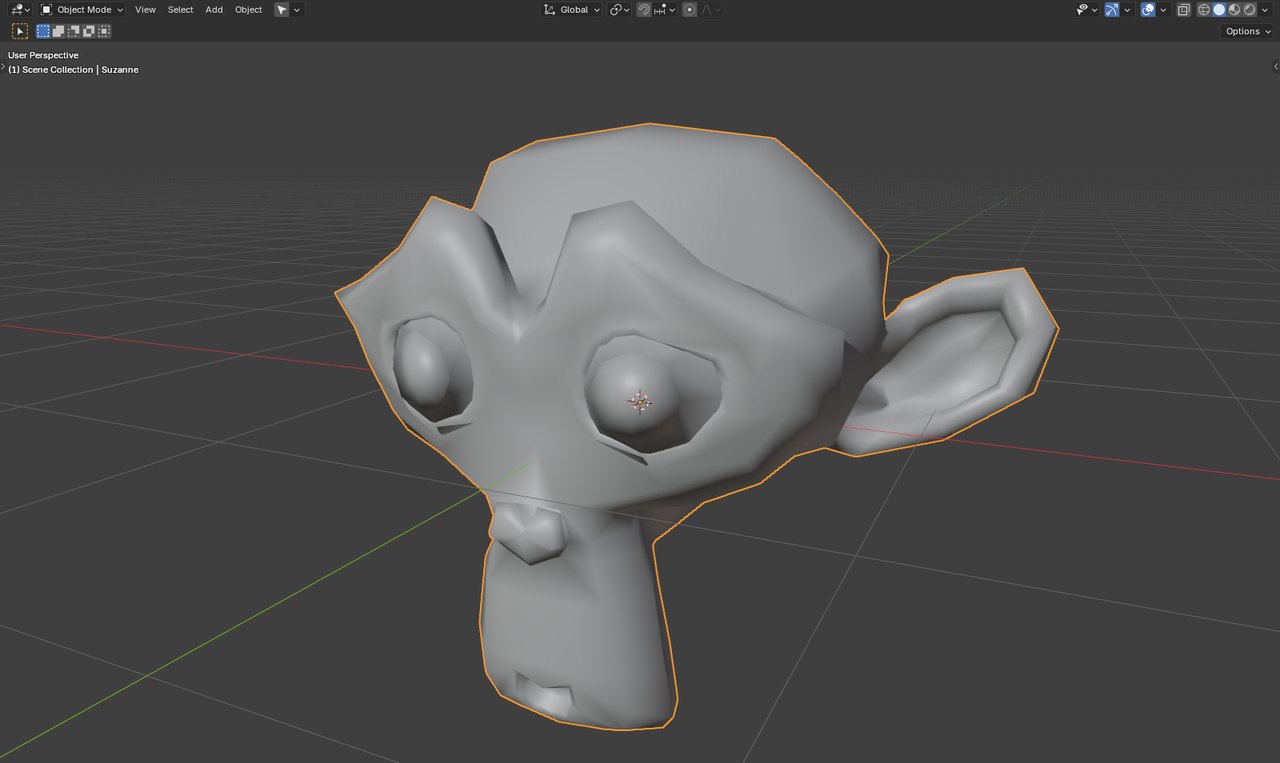 Object Mode View Select Add Object Global
Options
User Perspective
(1) Scene Collection | Suzanne